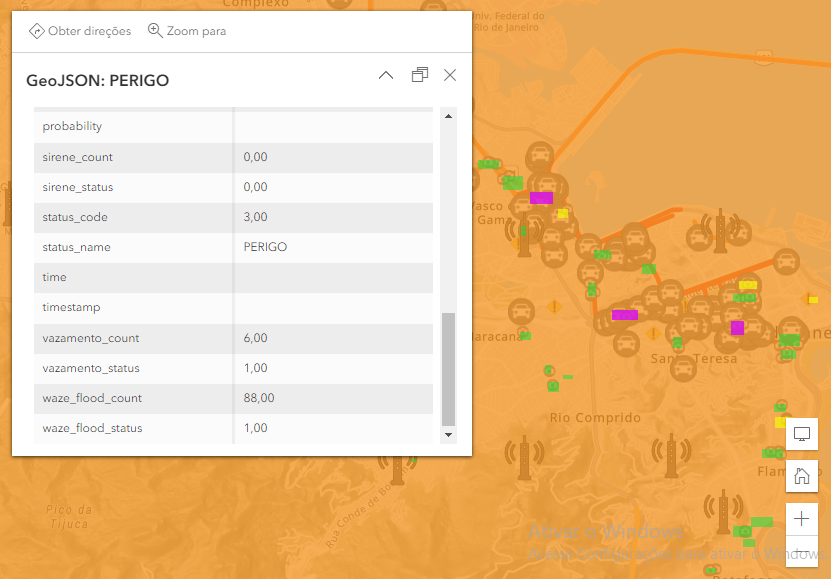 Complexo
Univ. Federal do
Rio de Janeiro
Obter direções
Zoom para
GeoJSON: PERIGO
probability
sirene_count 0,00
sirene_status 0,00
status_code 3,00
status_name PERIGO
time
timestamp
vazamento_count 6,00
vazamento_status 1,00
waze_flood_count 88,00
waze_flood_status 1,00
Vasco
Gama
Maracanã
Santa Teresa
Rio Comprido
Pico da
Tijuca
Rua Conde de
Ativar o Windows
Acesse Configurações para ativar o Windows.